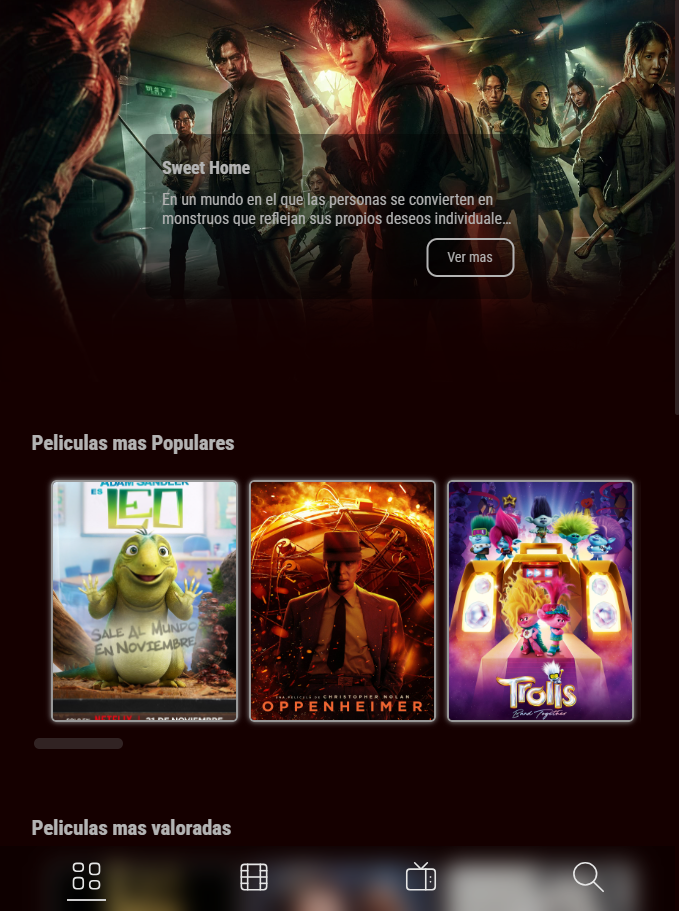 Sweet Home
En un mundo en el que las personas se convierten en
monstruos que reflejan sus propios deseos individuale...
Ver mas
Peliculas mas Populares
ADAM SANDLER
ES LEO
SALE AL MUNDO
EN NOVIEMBRE
NETFLIX | 21 DE NOVIEMBRE
UNA PELÍCULA DE CHRISTOPHER NOLAN
OPPENHEIMER
Trolls
Band Together
Peliculas mas valoradas